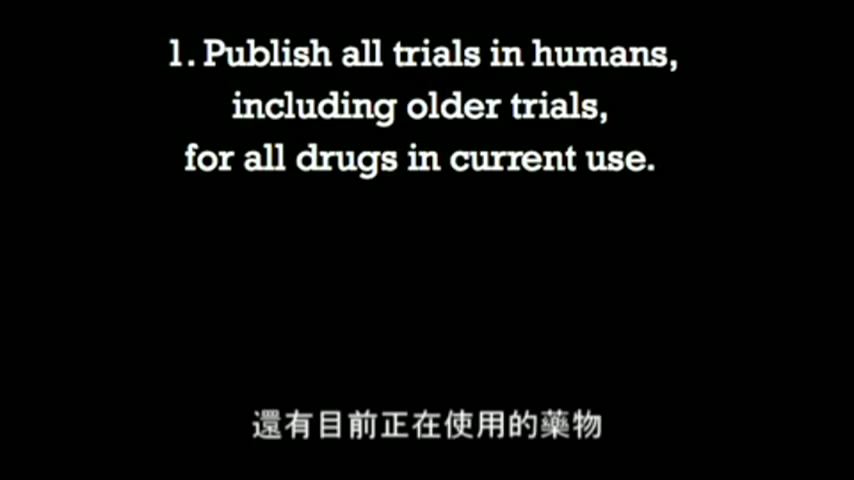 1. Publish all trials in humans,
including older trials,
for all drugs in current use.
還有目前正在使用的藥物